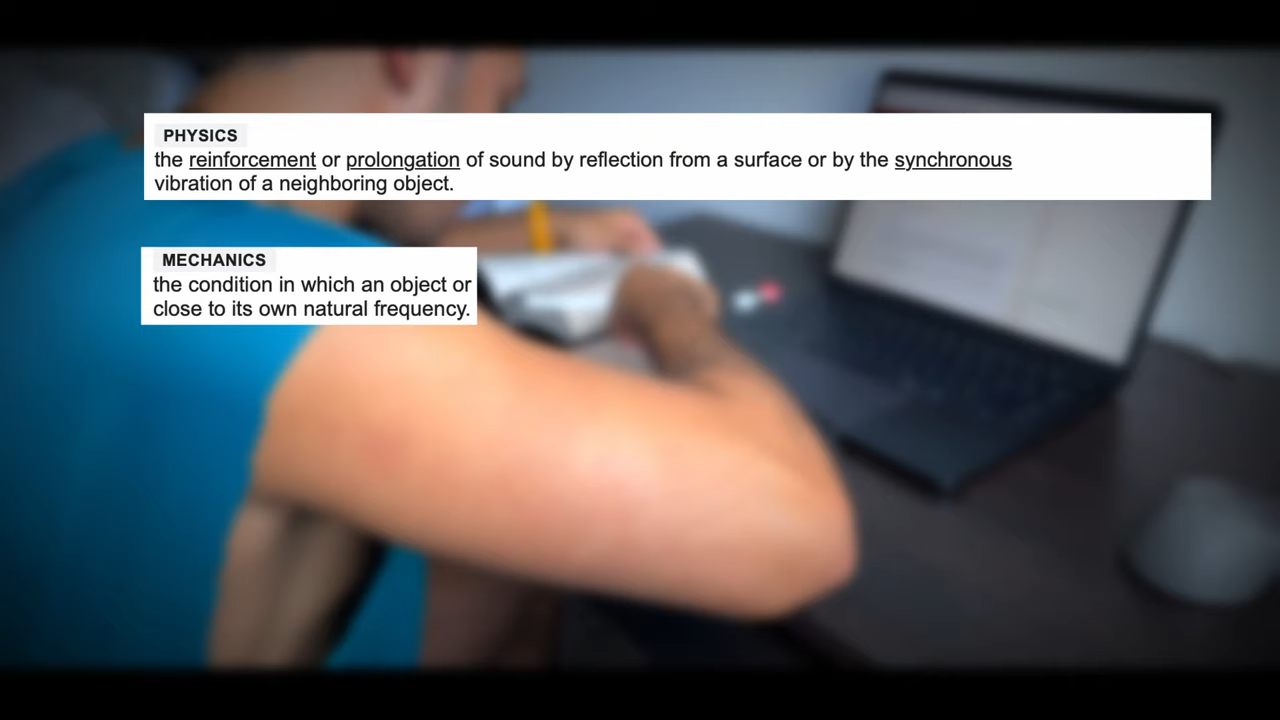 PHYSICS
the reinforcement or prolongation of sound by reflection from a surface or by the synchronous
vibration of a neighboring object.
MECHANICS
the condition in which an object or
close to its own natural frequency.